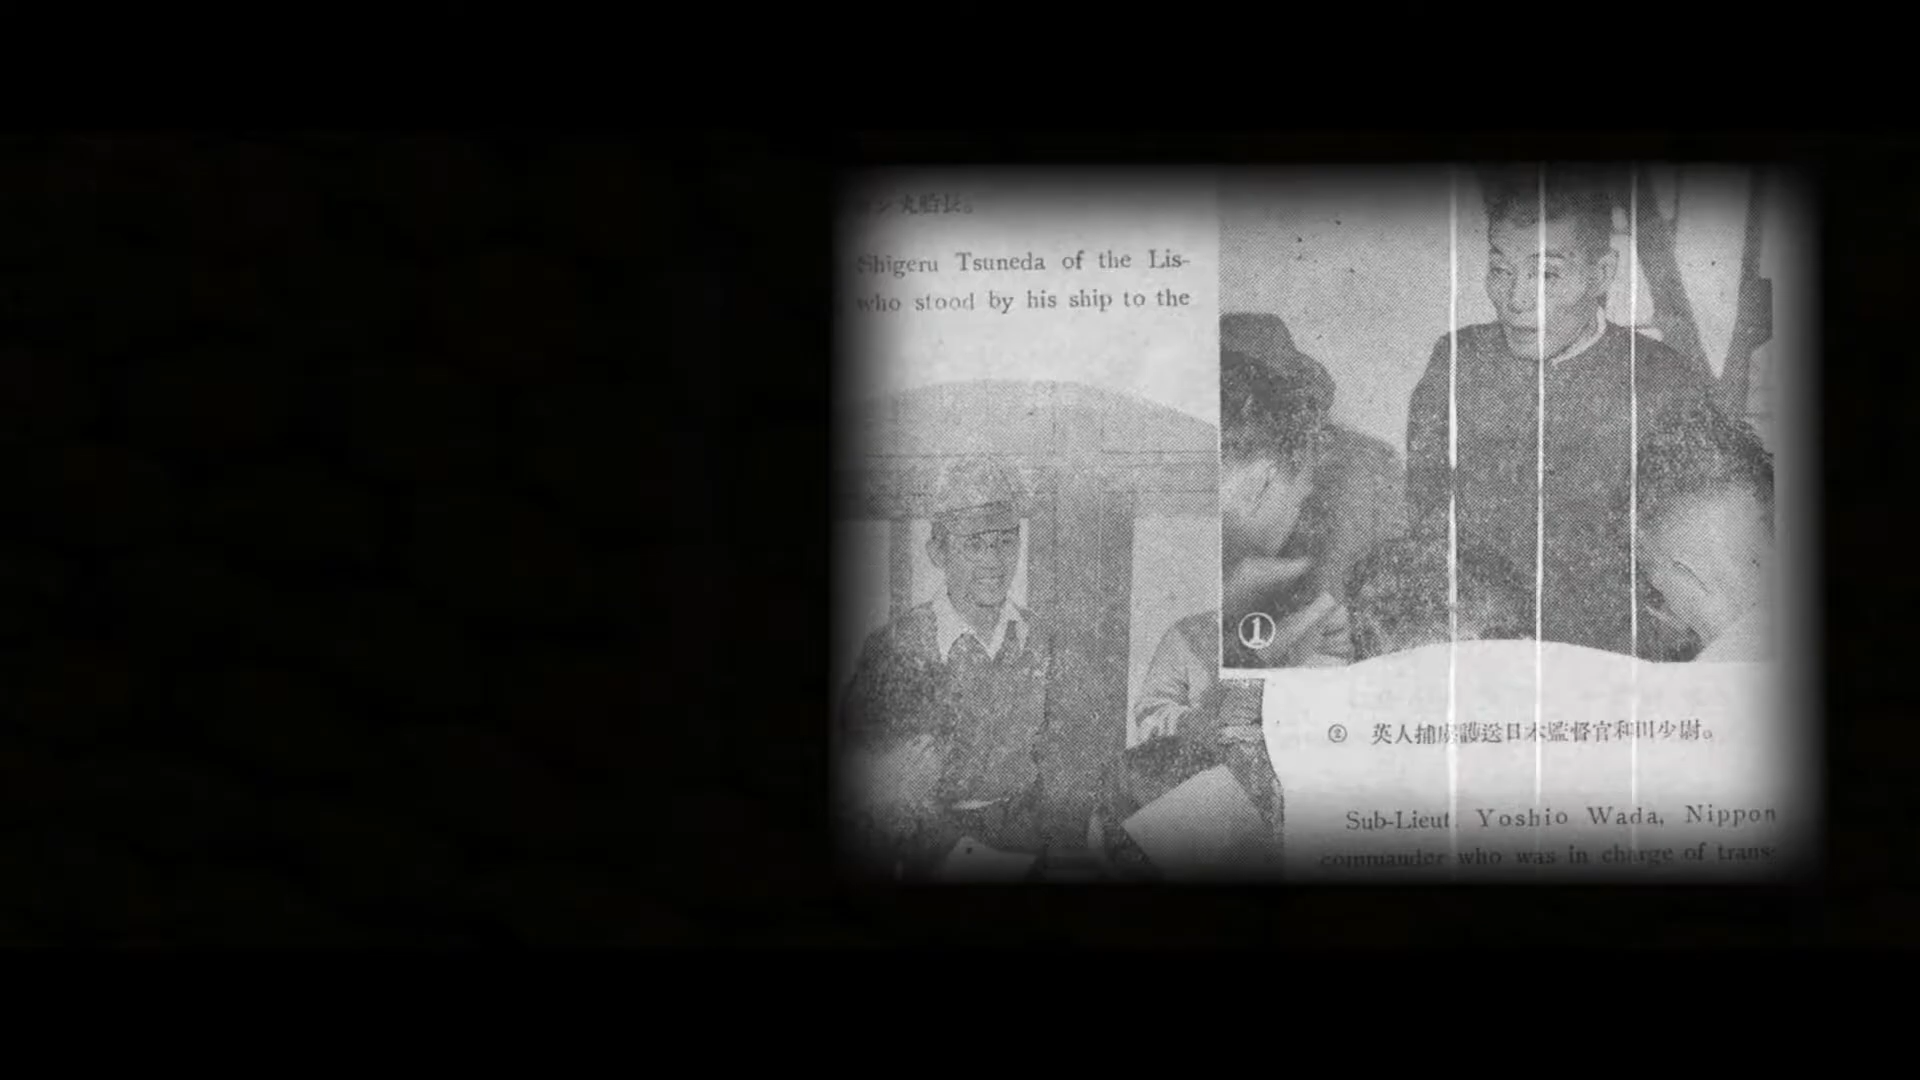 ン丸船長。
Shigeru Tsuneda of the Lis-
who stood by his ship to the
①
② 英人捕虜護送日本監督官和田少尉。
Sub-Lieut. Yoshio Wada, Nippon
commander who was in charge of trans-